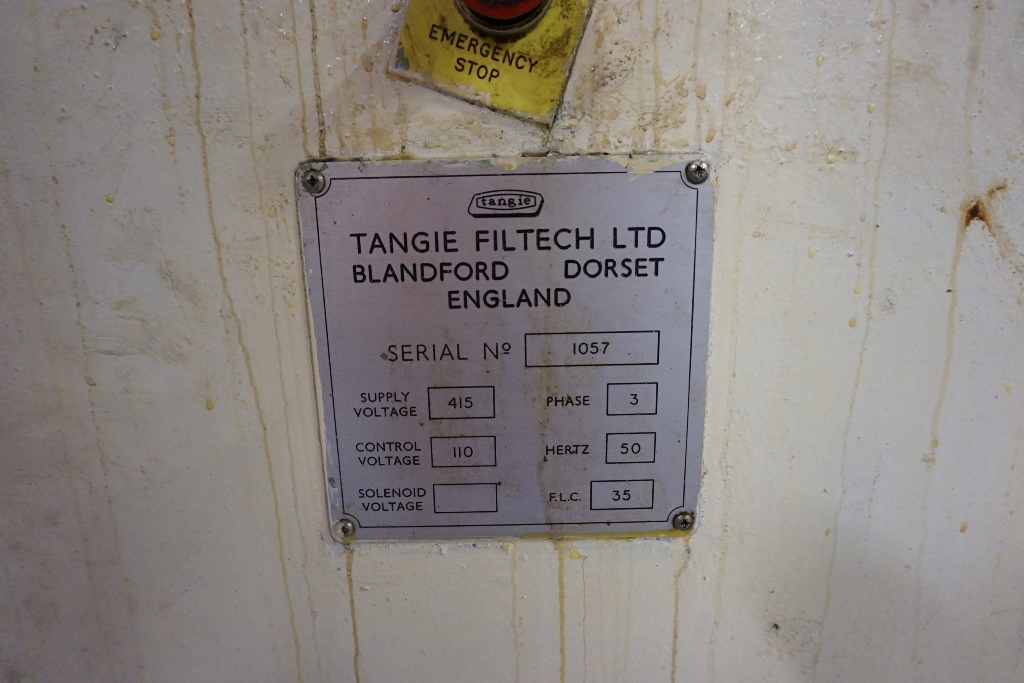 EMERGENCY
STOP
tangie
TANGIE FILTECH LTD
BLANDFORD DORSET
ENGLAND
SERIAL Nº 1057
SUPPLY VOLTAGE 415 PHASE 3
CONTROL VOLTAGE 110 HERTZ 50
SOLENOID VOLTAGE F.L.C. 35